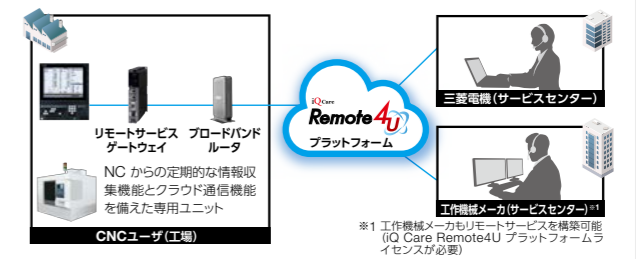 リモートサービス
ゲートウェイ
ブロードバンド
ルータ
NC からの定期的な情報収
集機能とクラウド通信機能
を備えた専用ユニット
CNCユーザ(工場)
iQ Care
Remote4U
プラットフォーム
三菱電機(サービスセンター)
工作機械メーカ(サービスセンター)※1
※1 工作機械メーカもリモートサービスを構築可能
(iQ Care Remote4U プラットフォームラ
イセンスが必要)